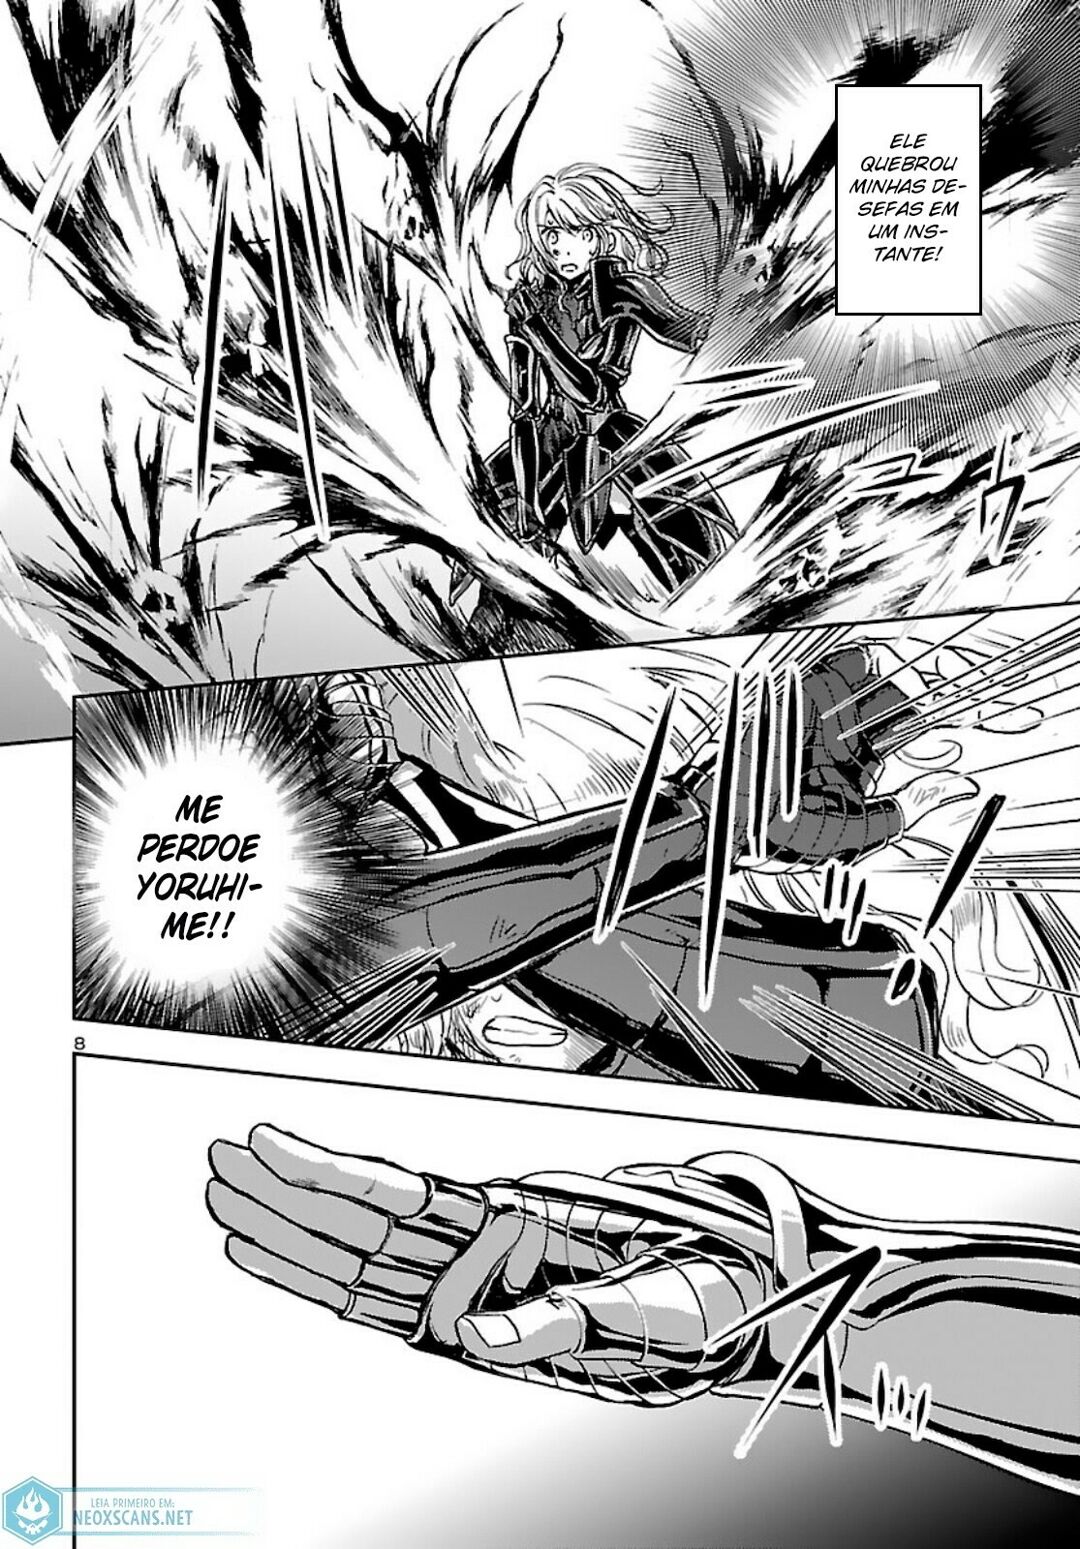 ELE
QUEBROU
MINHAS DE-
SEFAS EM
UM INS-
TANTE!
ME
PERDOE
YORUHI-
ME!!
8
LEIA PRIMEIRO EM:
NEOXSCANS.NET